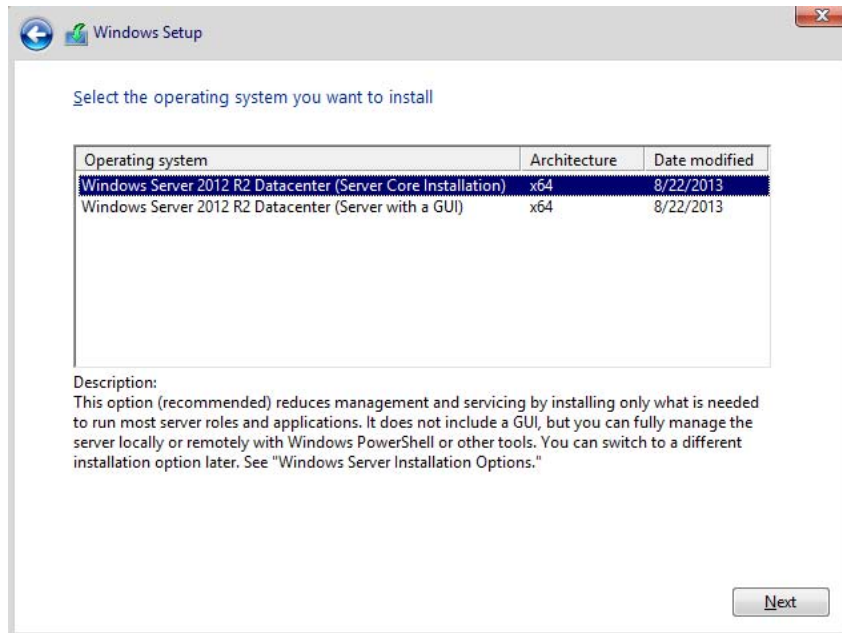 Windows Setup
Select the operating system you want to install
Operating system Architecture Date modified
Windows Server 2012 R2 Datacenter (Server Core Installation) x64 8/22/2013
Windows Server 2012 R2 Datacenter (Server with a GUI) x64 8/22/2013
Description:
This option (recommended) reduces management and servicing by installing only what is needed
to run most server roles and applications. It does not include a GUI, but you can fully manage the
server locally or remotely with Windows PowerShell or other tools. You can switch to a different
installation option later. See "Windows Server Installation Options."
Next